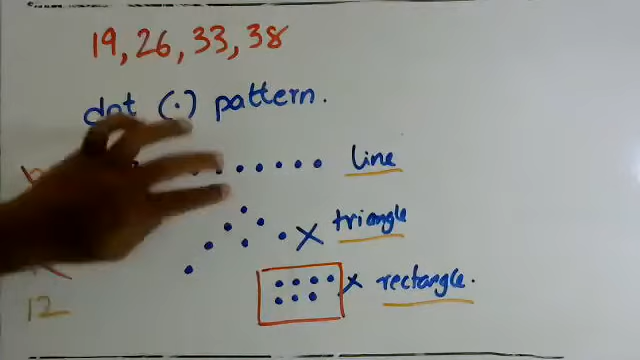 19, 26, 33, 38
dot (·) pattern.
line
× triangle
× rectangle.
12